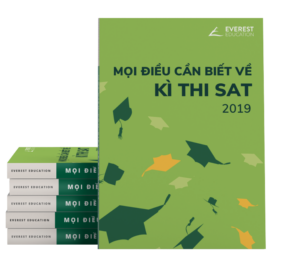 EVEREST
EDUCATION
MỌI ĐIỀU CẦN BIẾT VỀ
KÌ THI SAT
2019
EVEREST EDUCATION MỌI ĐIỀ
EVEREST EDUCATION MỌI ĐIỀ
EVEREST EDUCATION MỌI ĐIỀ
EVEREST EDUCATION MỌI ĐIỀ
EVEREST EDUCATION MỌI ĐIỀ